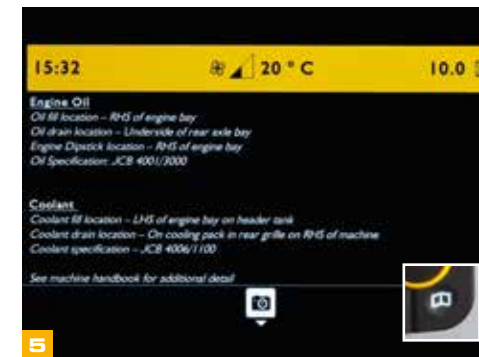 15:32 20 °C 10.0
Engine Oil
Oil fill location – RHS of engine bay
Oil drain location – Underside of rear axle bay
Engine Dipstick location – RHS of engine bay
Oil Specification: JCB 4001/3000
Coolant
Coolant fill location – LHS of engine bay on header tank
Coolant drain location – On cooling pack in rear grille on RHS of machine
Coolant specification – JCB 4006/1100
See machine handbook for additional detail
5